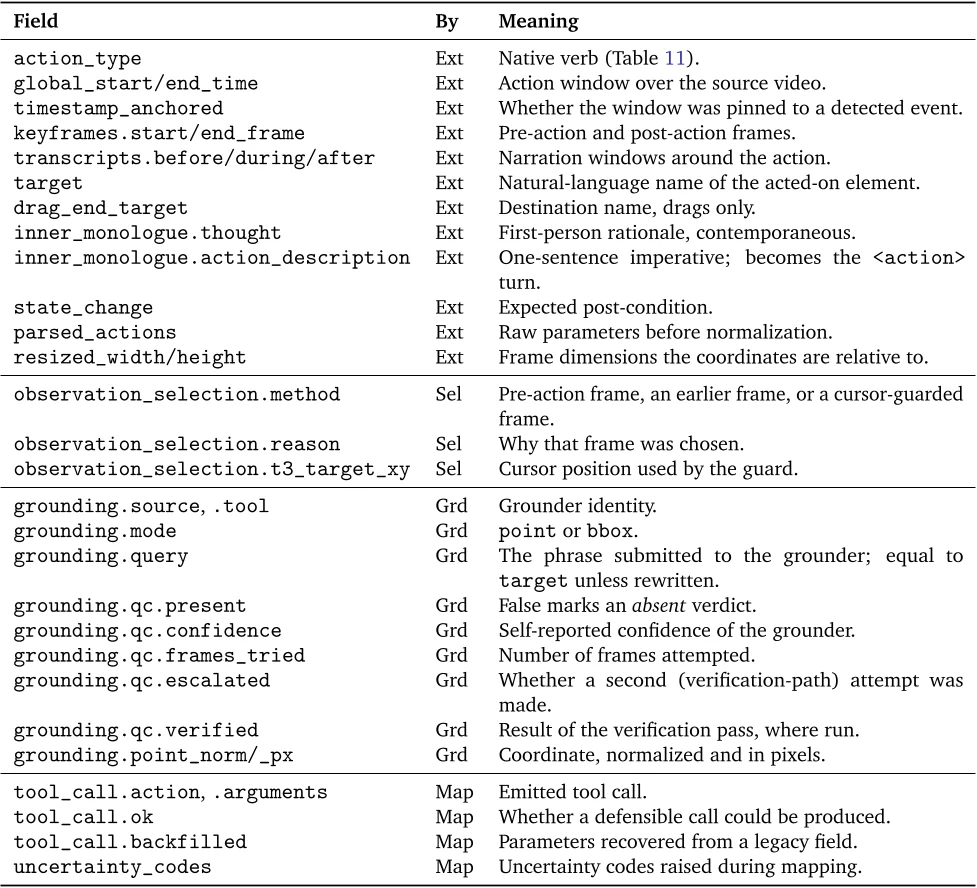 Field By Meaning
action_type Ext Native verb (Table 11).
global_start/end_time Ext Action window over the source video.
timestamp_anchored Ext Whether the window was pinned to a detected event.
keyframes.start/end_frame Ext Pre-action and post-action frames.
transcripts.before/during/after Ext Narration windows around the action.
target Ext Natural-language name of the acted-on element.
drag_end_target Ext Destination name, drags only.
inner_monologue.thought Ext First-person rationale, contemporaneous.
inner_monologue.action_description Ext One-sentence imperative; becomes the <action>
turn.
state_change Ext Expected post-condition.
parsed_actions Ext Raw parameters before normalization.
resized_width/height Ext Frame dimensions the coordinates are relative to.
observation_selection.method Sel Pre-action frame, an earlier frame, or a cursor-guarded
frame.
observation_selection.reason Sel Why that frame was chosen.
observation_selection.t3_target_xy Sel Cursor position used by the guard.
grounding.source, .tool Grd Grounder identity.
grounding.mode Grd point or bbox.
grounding.query Grd The phrase submitted to the grounder; equal to
target unless rewritten.
grounding.qc.present Grd False marks an absent verdict.
grounding.qc.confidence Grd Self-reported confidence of the grounder.
grounding.qc.frames_tried Grd Number of frames attempted.
grounding.qc.escalated Grd Whether a second (verification-path) attempt was
made.
grounding.qc.verified Grd Result of the verification pass, where run.
grounding.point_norm/_px Grd Coordinate, normalized and in pixels.
tool_call.action, .arguments Map Emitted tool call.
tool_call.ok Map Whether a defensible call could be produced.
tool_call.backfilled Map Parameters recovered from a legacy field.
uncertainty_codes Map Uncertainty codes raised during mapping.